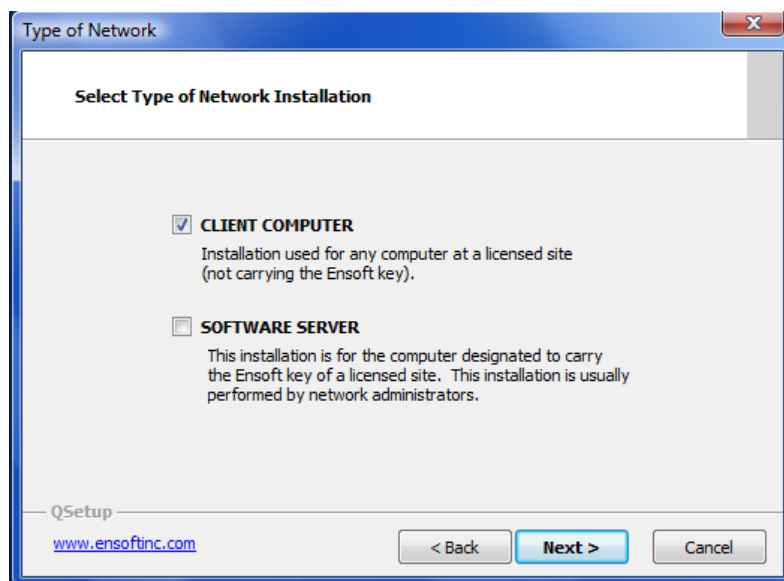 Type of Network
Select Type of Network Installation
CLIENT COMPUTER
Installation used for any computer at a licensed site
(not carrying the Ensoft key).
SOFTWARE SERVER
This installation is for the computer designated to carry
the Ensoft key of a licensed site.  This installation is usually
performed by network administrators.
QSetup
www.ensoftinc.com
< Back Next > Cancel